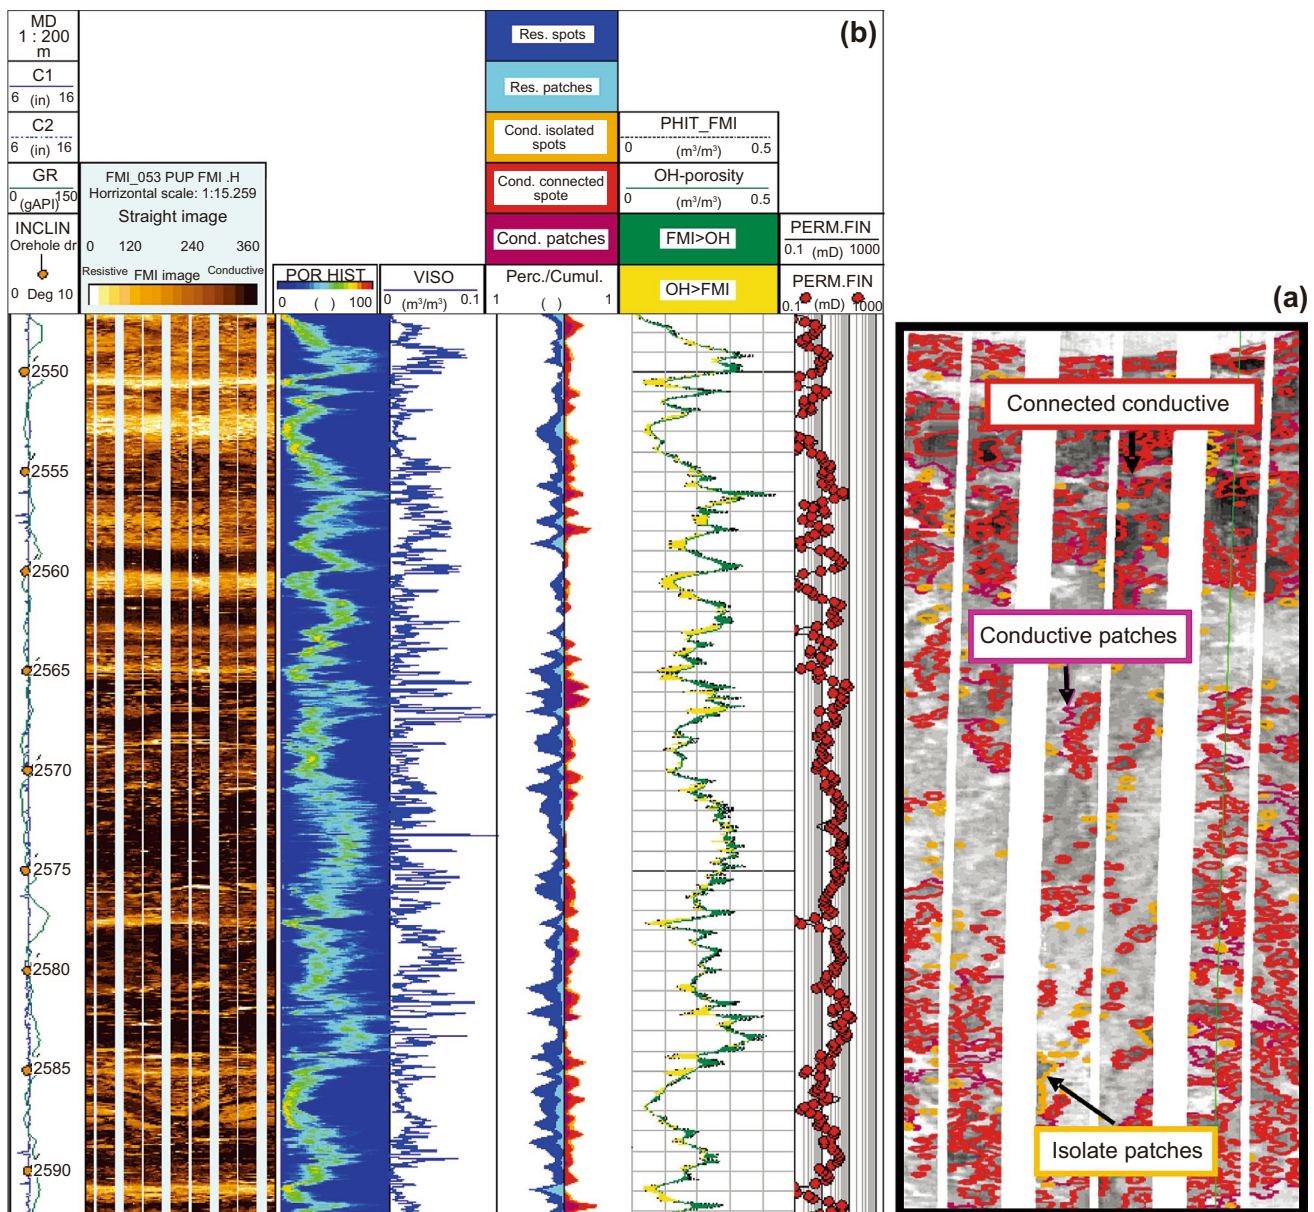 (b)
MD
1 : 200
m
C1
6 (in) 16
C2
6 (in) 16
GR
0 150
(gAPI)
INCLIN
Orehole dr
0 Deg 10
FMI_053 PUP FMI .H
Horrizontal scale: 1:15.259
Straight image
0 120 240 360
Resistive FMI image Conductive
POR HIST
0 ( ) 100
VISO
0 (m³/m³) 0.1
Res. spots
Res. patches
Cond. isolated
spots
Cond. connected
spote
Cond. patches
Perc./Cumul.
1 ( ) 1
PHIT_FMI
0 (m³/m³) 0.5
OH-porosity
0 (m³/m³) 0.5
FMI>OH
OH>FMI
PERM.FIN
0.1 (mD) 1000
PERM.FIN
0.1 (mD) 1000
2550
2555
2560
2565
2570
2575
2580
2585
2590
(a)
Connected conductive
Conductive patches
Isolate patches